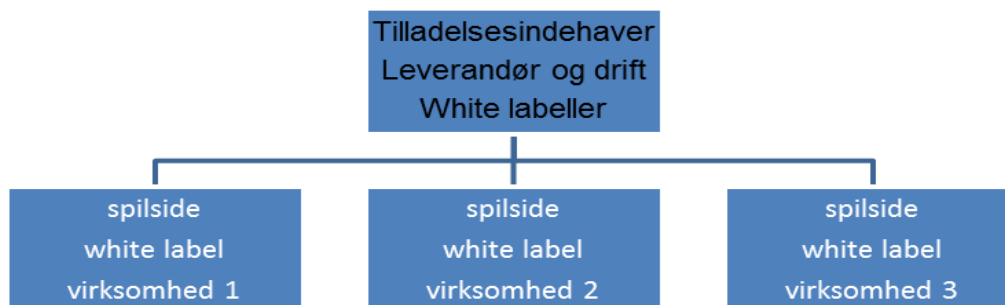 Tilladelsesindehaver
Leverandør og drift
White labeller
spilside
white label
virksomhed 1
spilside
white label
virksomhed 2
spilside
white label
virksomhed 3